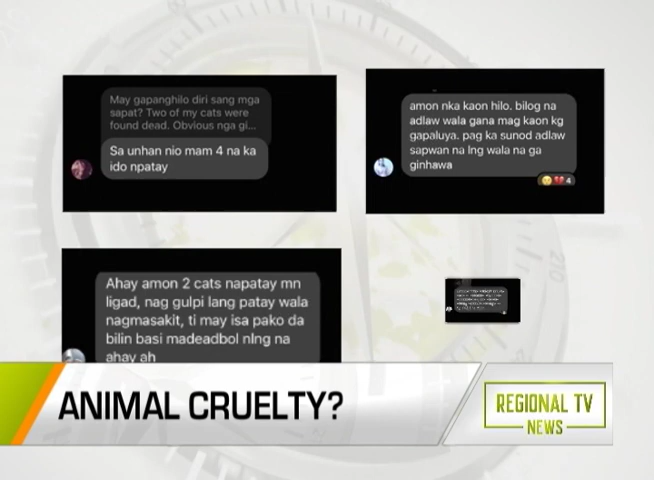 May gapanghilo diri sang mga
sapat? Two of my cats were
found dead. Obvious nga gi...
Sa unhan nio mam 4 na ka
ido npatay
amon nka kaon hilo. bilog na
adlaw wala gana mag kaon kg
gapaluya. pag ka sunod adlaw
sapwan na lng wala na ga
ginhawa
4
Ahay amon 2 cats napatay mn
ligad, nag gulpi lang patay wala
nagmasakit, ti may isa pako da
bilin basi madeadbol nlng na
ahay ah
ANIMAL CRUELTY?
REGIONAL TV
NEWS